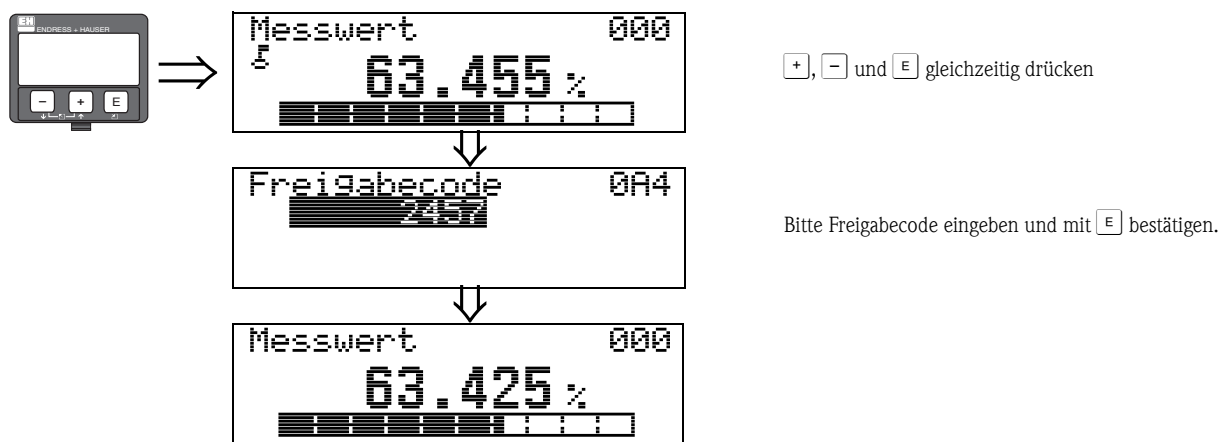 EH
ENDRESS + HAUSER
- + E
Messwert 000
63.455 %
+, - und E gleichzeitig drücken
Freigabecode 0A4
2457
Bitte Freigabecode eingeben und mit E bestätigen.
Messwert 000
63.425 %